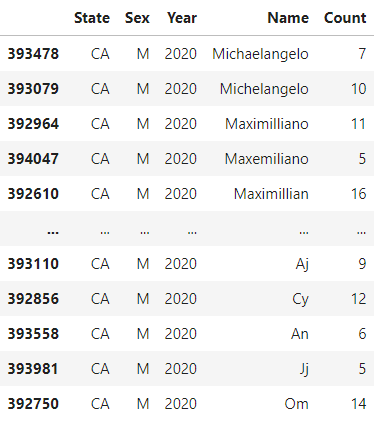 State Sex Year Name Count
393478 CA M 2020 Michaelangelo 7
393079 CA M 2020 Michelangelo 10
392964 CA M 2020 Maximilliano 11
394047 CA M 2020 Maxemiliano 5
392610 CA M 2020 Maximillian 16
... ... ... ... ... ...
393110 CA M 2020 Aj 9
392856 CA M 2020 Cy 12
393558 CA M 2020 An 6
393981 CA M 2020 Jj 5
392750 CA M 2020 Om 14